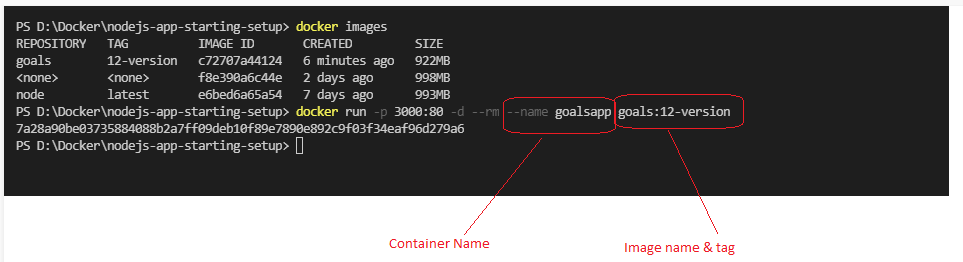 PS D:\Docker\nodejs-app-starting-setup> docker images
REPOSITORY TAG IMAGE ID CREATED SIZE
goals 12-version c72707a44124 6 minutes ago 922MB
<none> <none> f8e390a6c44e 2 days ago 998MB
node latest e6bed6a65a54 7 days ago 993MB
PS D:\Docker\nodejs-app-starting-setup> docker run -p 3000:80 -d --rm --name goalsapp goals:12-version
7a28a90be03735884088b2a7ff09deb10f89e7890e892c9f03f34eaf96d279a6
PS D:\Docker\nodejs-app-starting-setup>
Container Name
Image name & tag